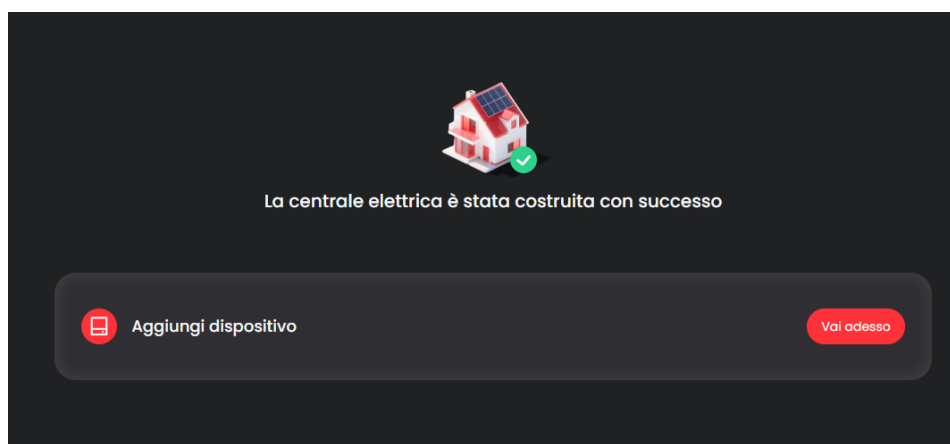 La centrale elettrica è stata costruita con successo
Aggiungi dispositivo
Vai adesso